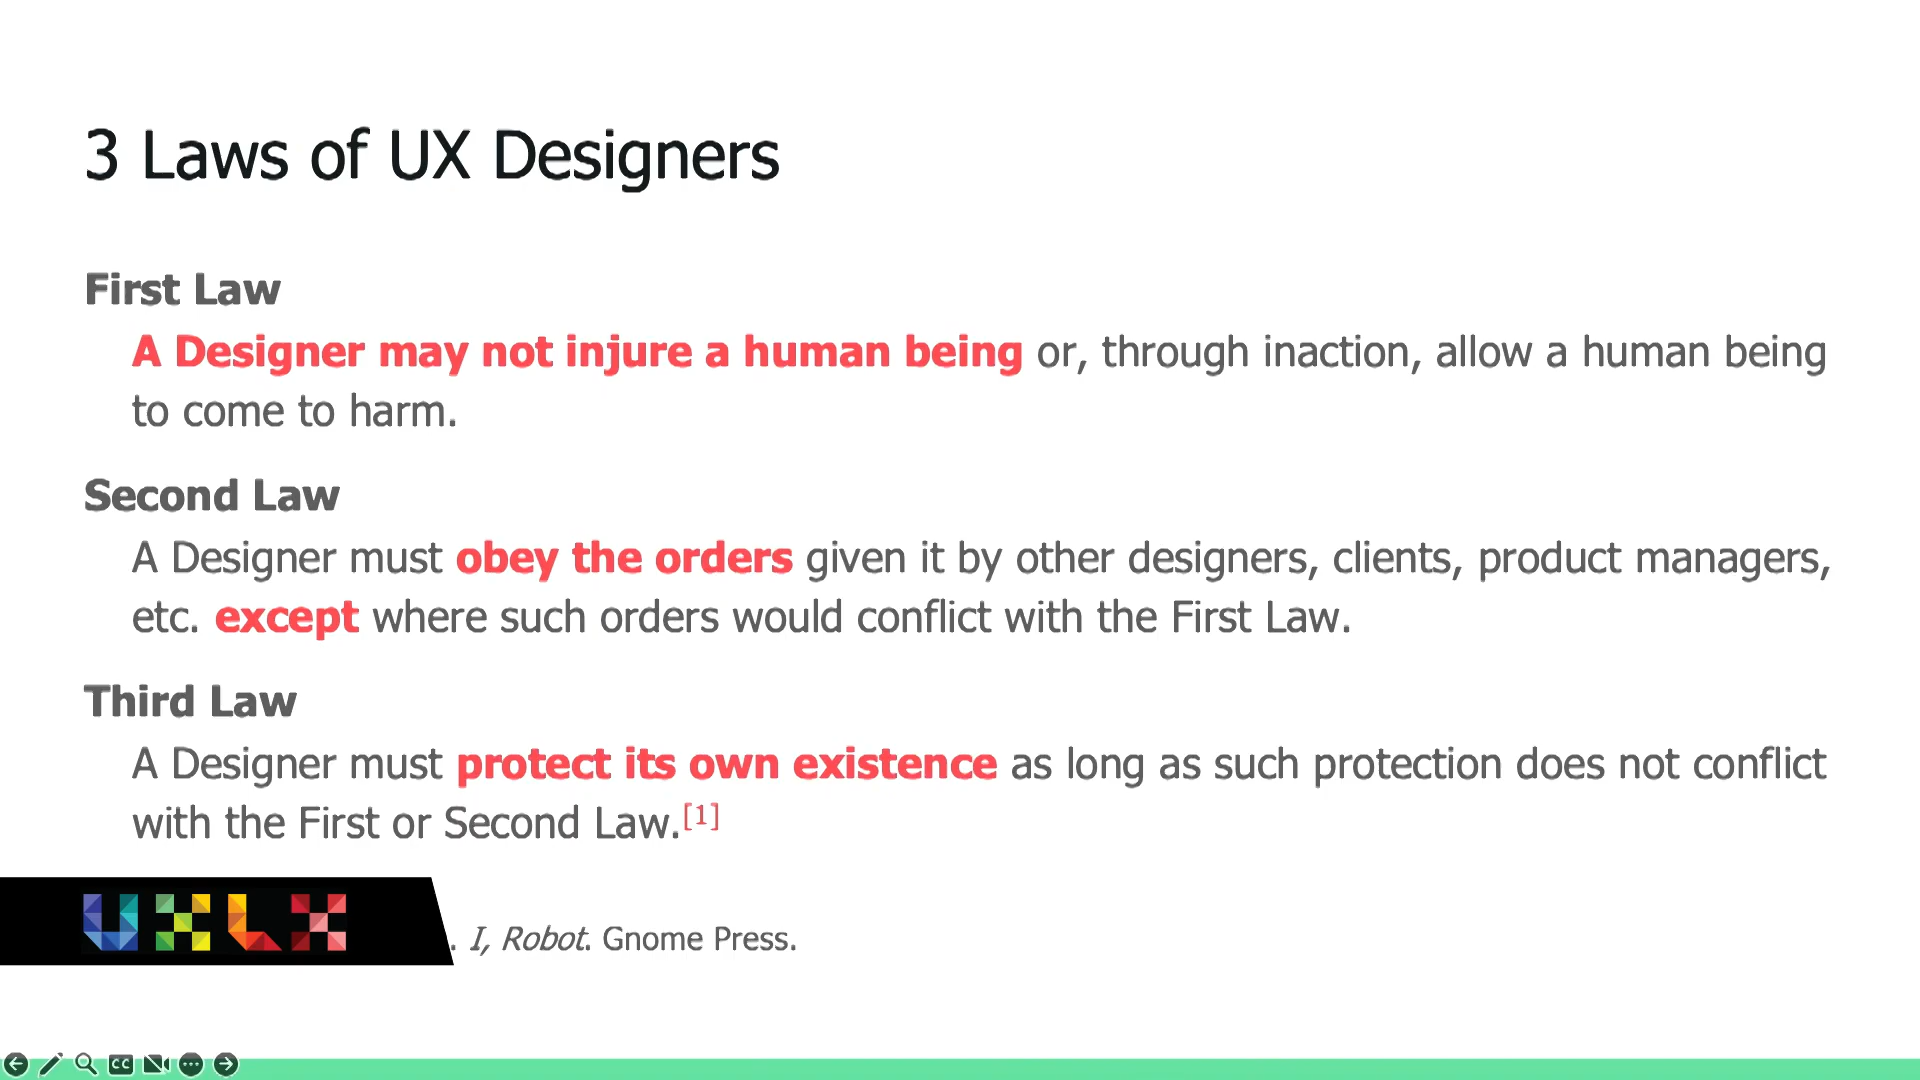 3 Laws of UX Designers
First Law
A Designer may not injure a human being or, through inaction, allow a human being
to come to harm.
Second Law
A Designer must obey the orders given it by other designers, clients, product managers,
etc. except where such orders would conflict with the First Law.
Third Law
A Designer must protect its own existence as long as such protection does not conflict
with the First or Second Law.[1]
UXLX
. I, Robot. Gnome Press.
CC